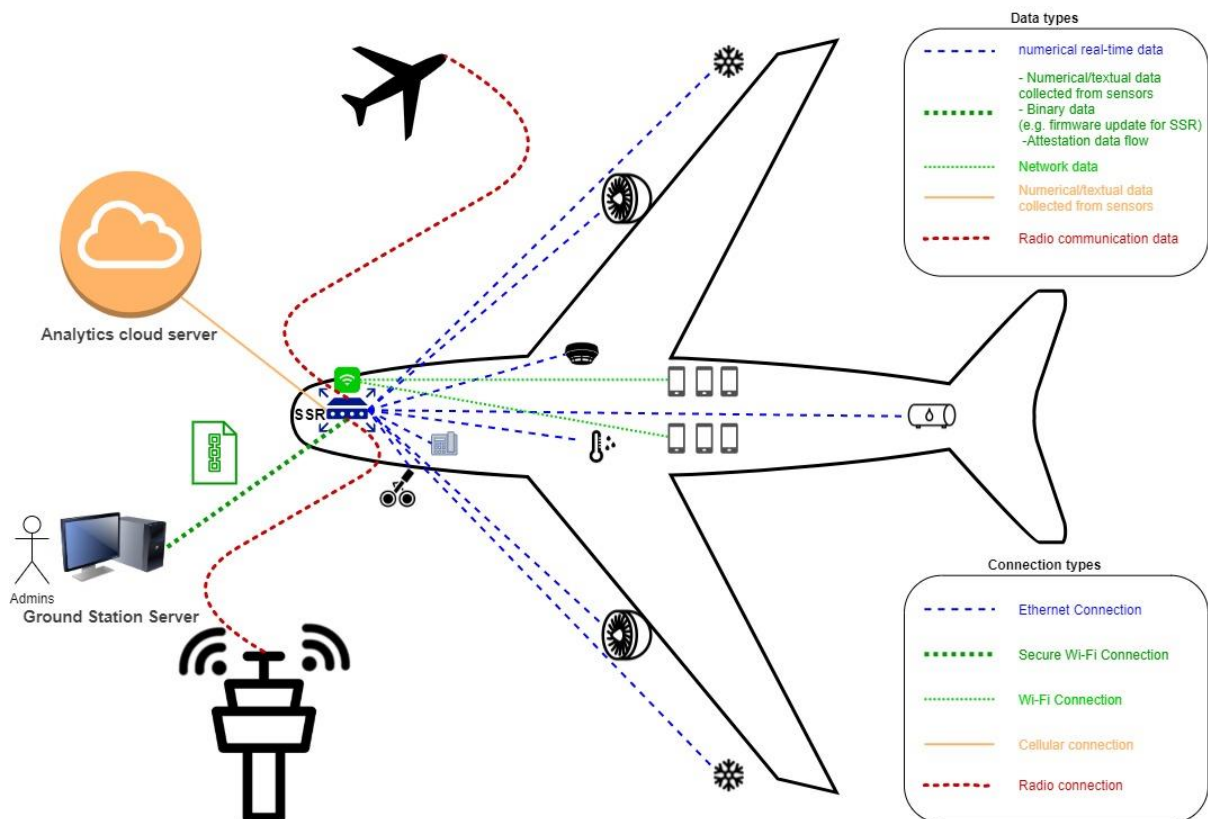 Data types
numerical real-time data
- Numerical/textual data
collected from sensors
- Binary data
(e.g. firmware update for SSR)
-Attestation data flow
Network data
Numerical/textual data
collected from sensors
Radio communication data
Analytics cloud server
SSR
Admins
Ground Station Server
Connection types
Ethernet Connection
Secure Wi-Fi Connection
Wi-Fi Connection
Cellular connection
Radio connection